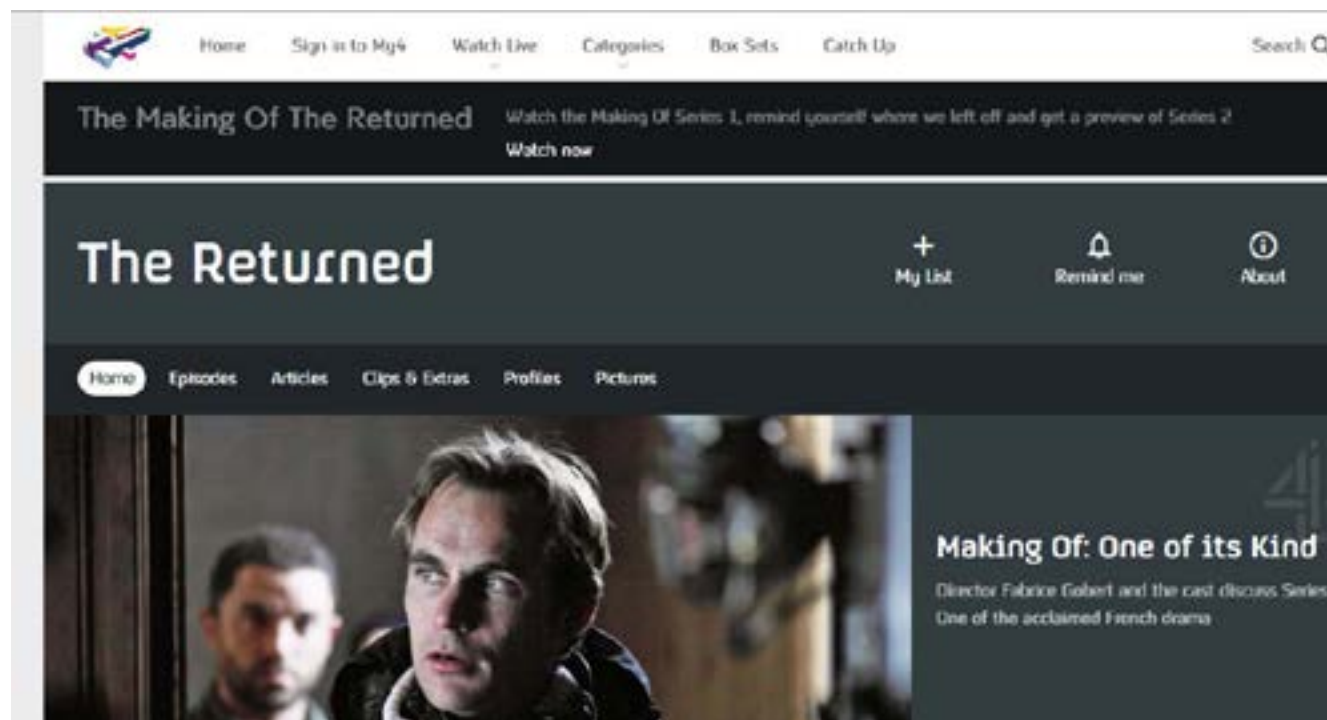 Home Sign in to My4 Watch Live Categories Box Sets Catch Up Search
The Making Of The Returned
Watch the Making Of Series 1, remind yourself where we left off and get a preview of Series 2
Watch now
The Returned
My List Remind me About
Home Episodes Articles Clips & Extras Profiles Pictures
4
Making Of: One of its Kind
Director Fabrice Gobert and the cast discuss Series
One of the acclaimed French drama